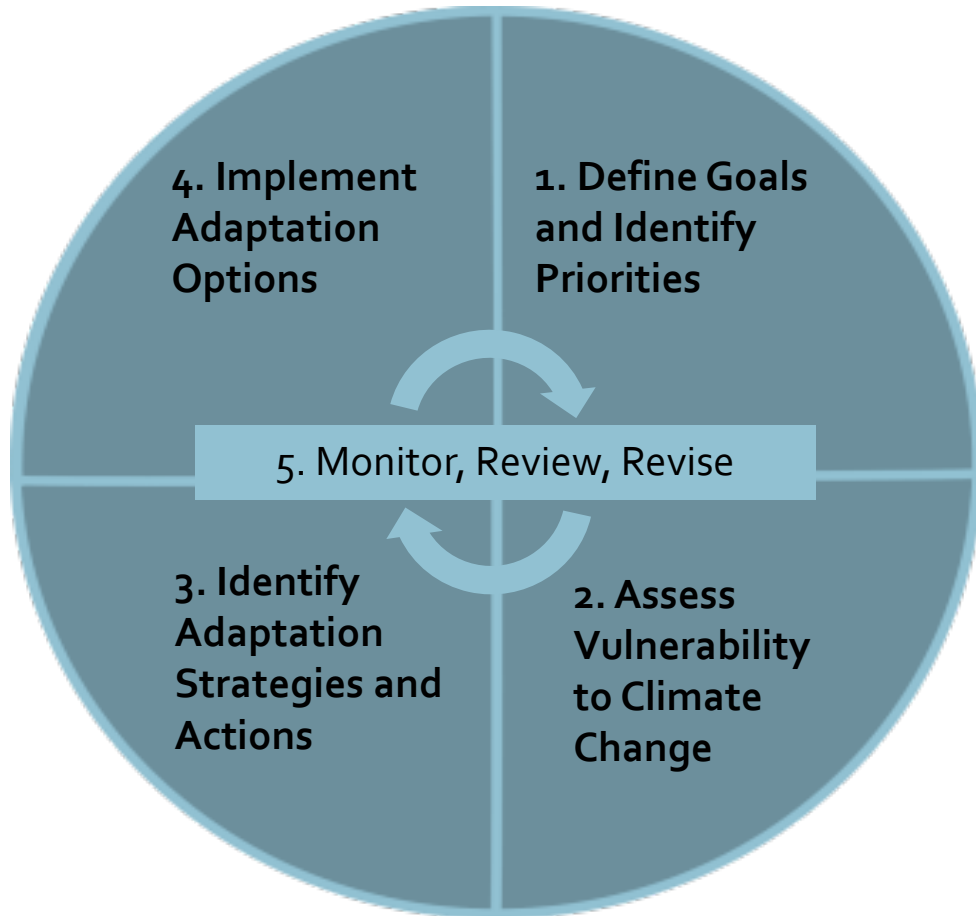 1. Define Goals
and Identify
Priorities
2. Assess
Vulnerability
to Climate
Change
3. Identify
Adaptation
Strategies and
Actions
4. Implement
Adaptation
Options
5. Monitor, Review, Revise